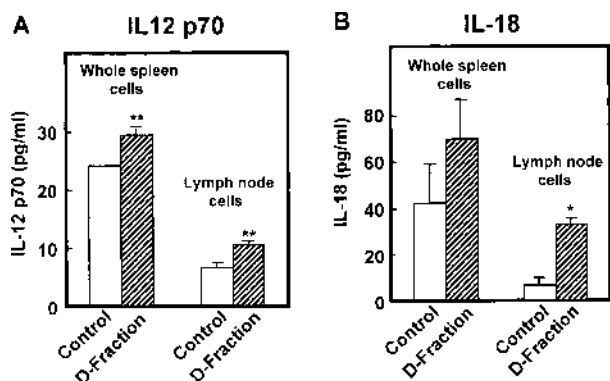 A
IL12 p70
Whole spleen
cells
**
30
20
10
0
IL-12 p70 (pg/ml)
Lymph node
cells
**
Control
D-Fraction
Control
D-Fraction
B
IL-18
Whole spleen
cells
80
60
40
20
0
IL-18 (pg/ml)
Lymph node
cells
*
Control
D-Fraction
Control
D-Fraction